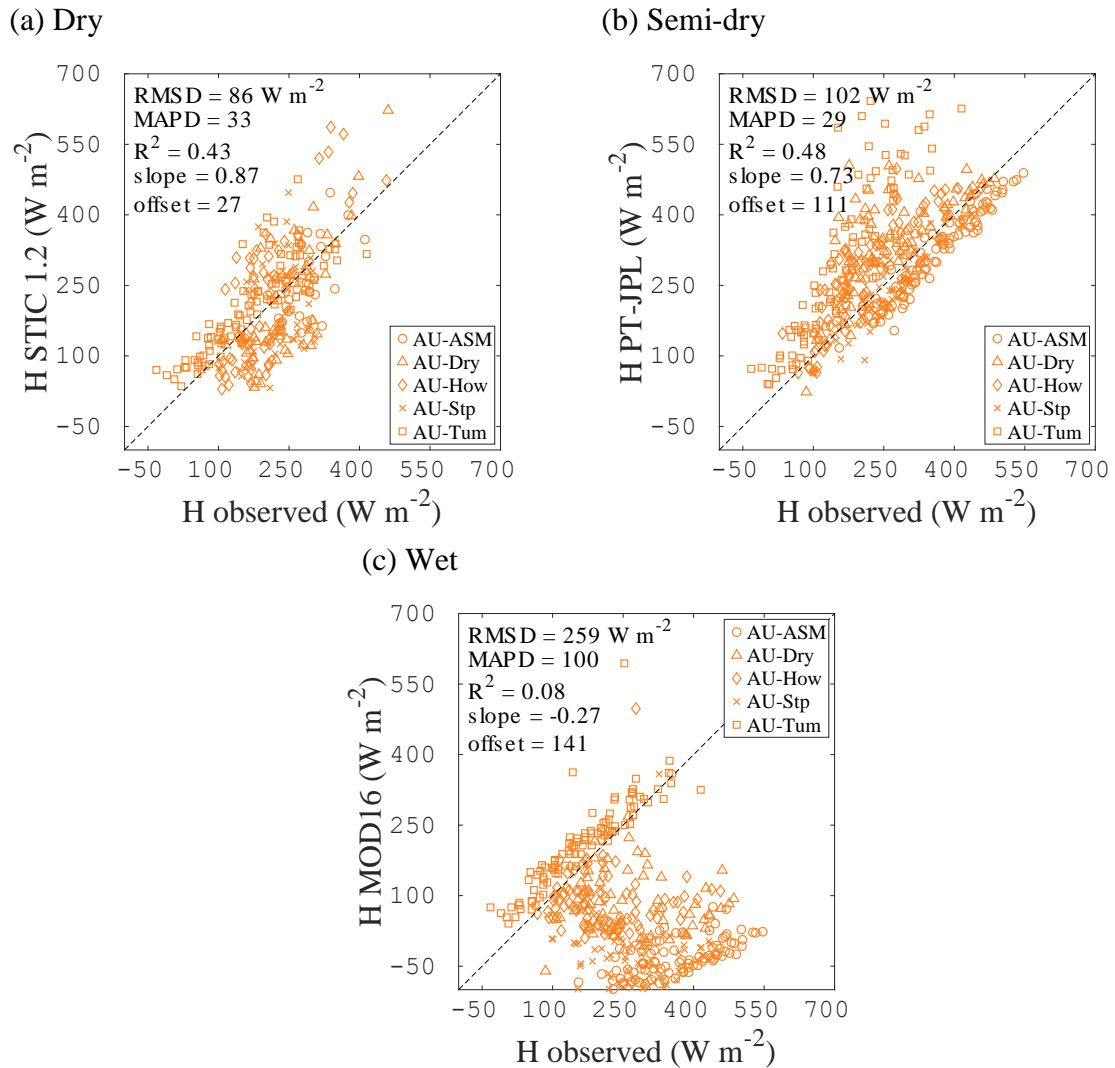 (a) Dry
700
550
400
250
100
-50
H STIC 1.2 (W m-2)
RMSD = 86 W m-2
MAPD = 33
R2 = 0.43
slope = 0.87
offset = 27
AU-ASM
AU-Dry
AU-How
AU-Stp
AU-Tum
-50 100 250 400 550 700
H observed (W m-2)
(b) Semi-dry
700
550
400
250
100
-50
H PT-JPL (W m-2)
RMSD = 102 W m-2
MAPD = 29
R2 = 0.48
slope = 0.73
offset = 111
AU-ASM
AU-Dry
AU-How
AU-Stp
AU-Tum
-50 100 250 400 550 700
H observed (W m-2)
(c) Wet
700
550
400
250
100
-50
H MOD16 (W m-2)
RMSD = 259 W m-2
MAPD = 100
R2 = 0.08
slope = -0.27
offset = 141
AU-ASM
AU-Dry
AU-How
AU-Stp
AU-Tum
-50 100 250 400 550 700
H observed (W m-2)